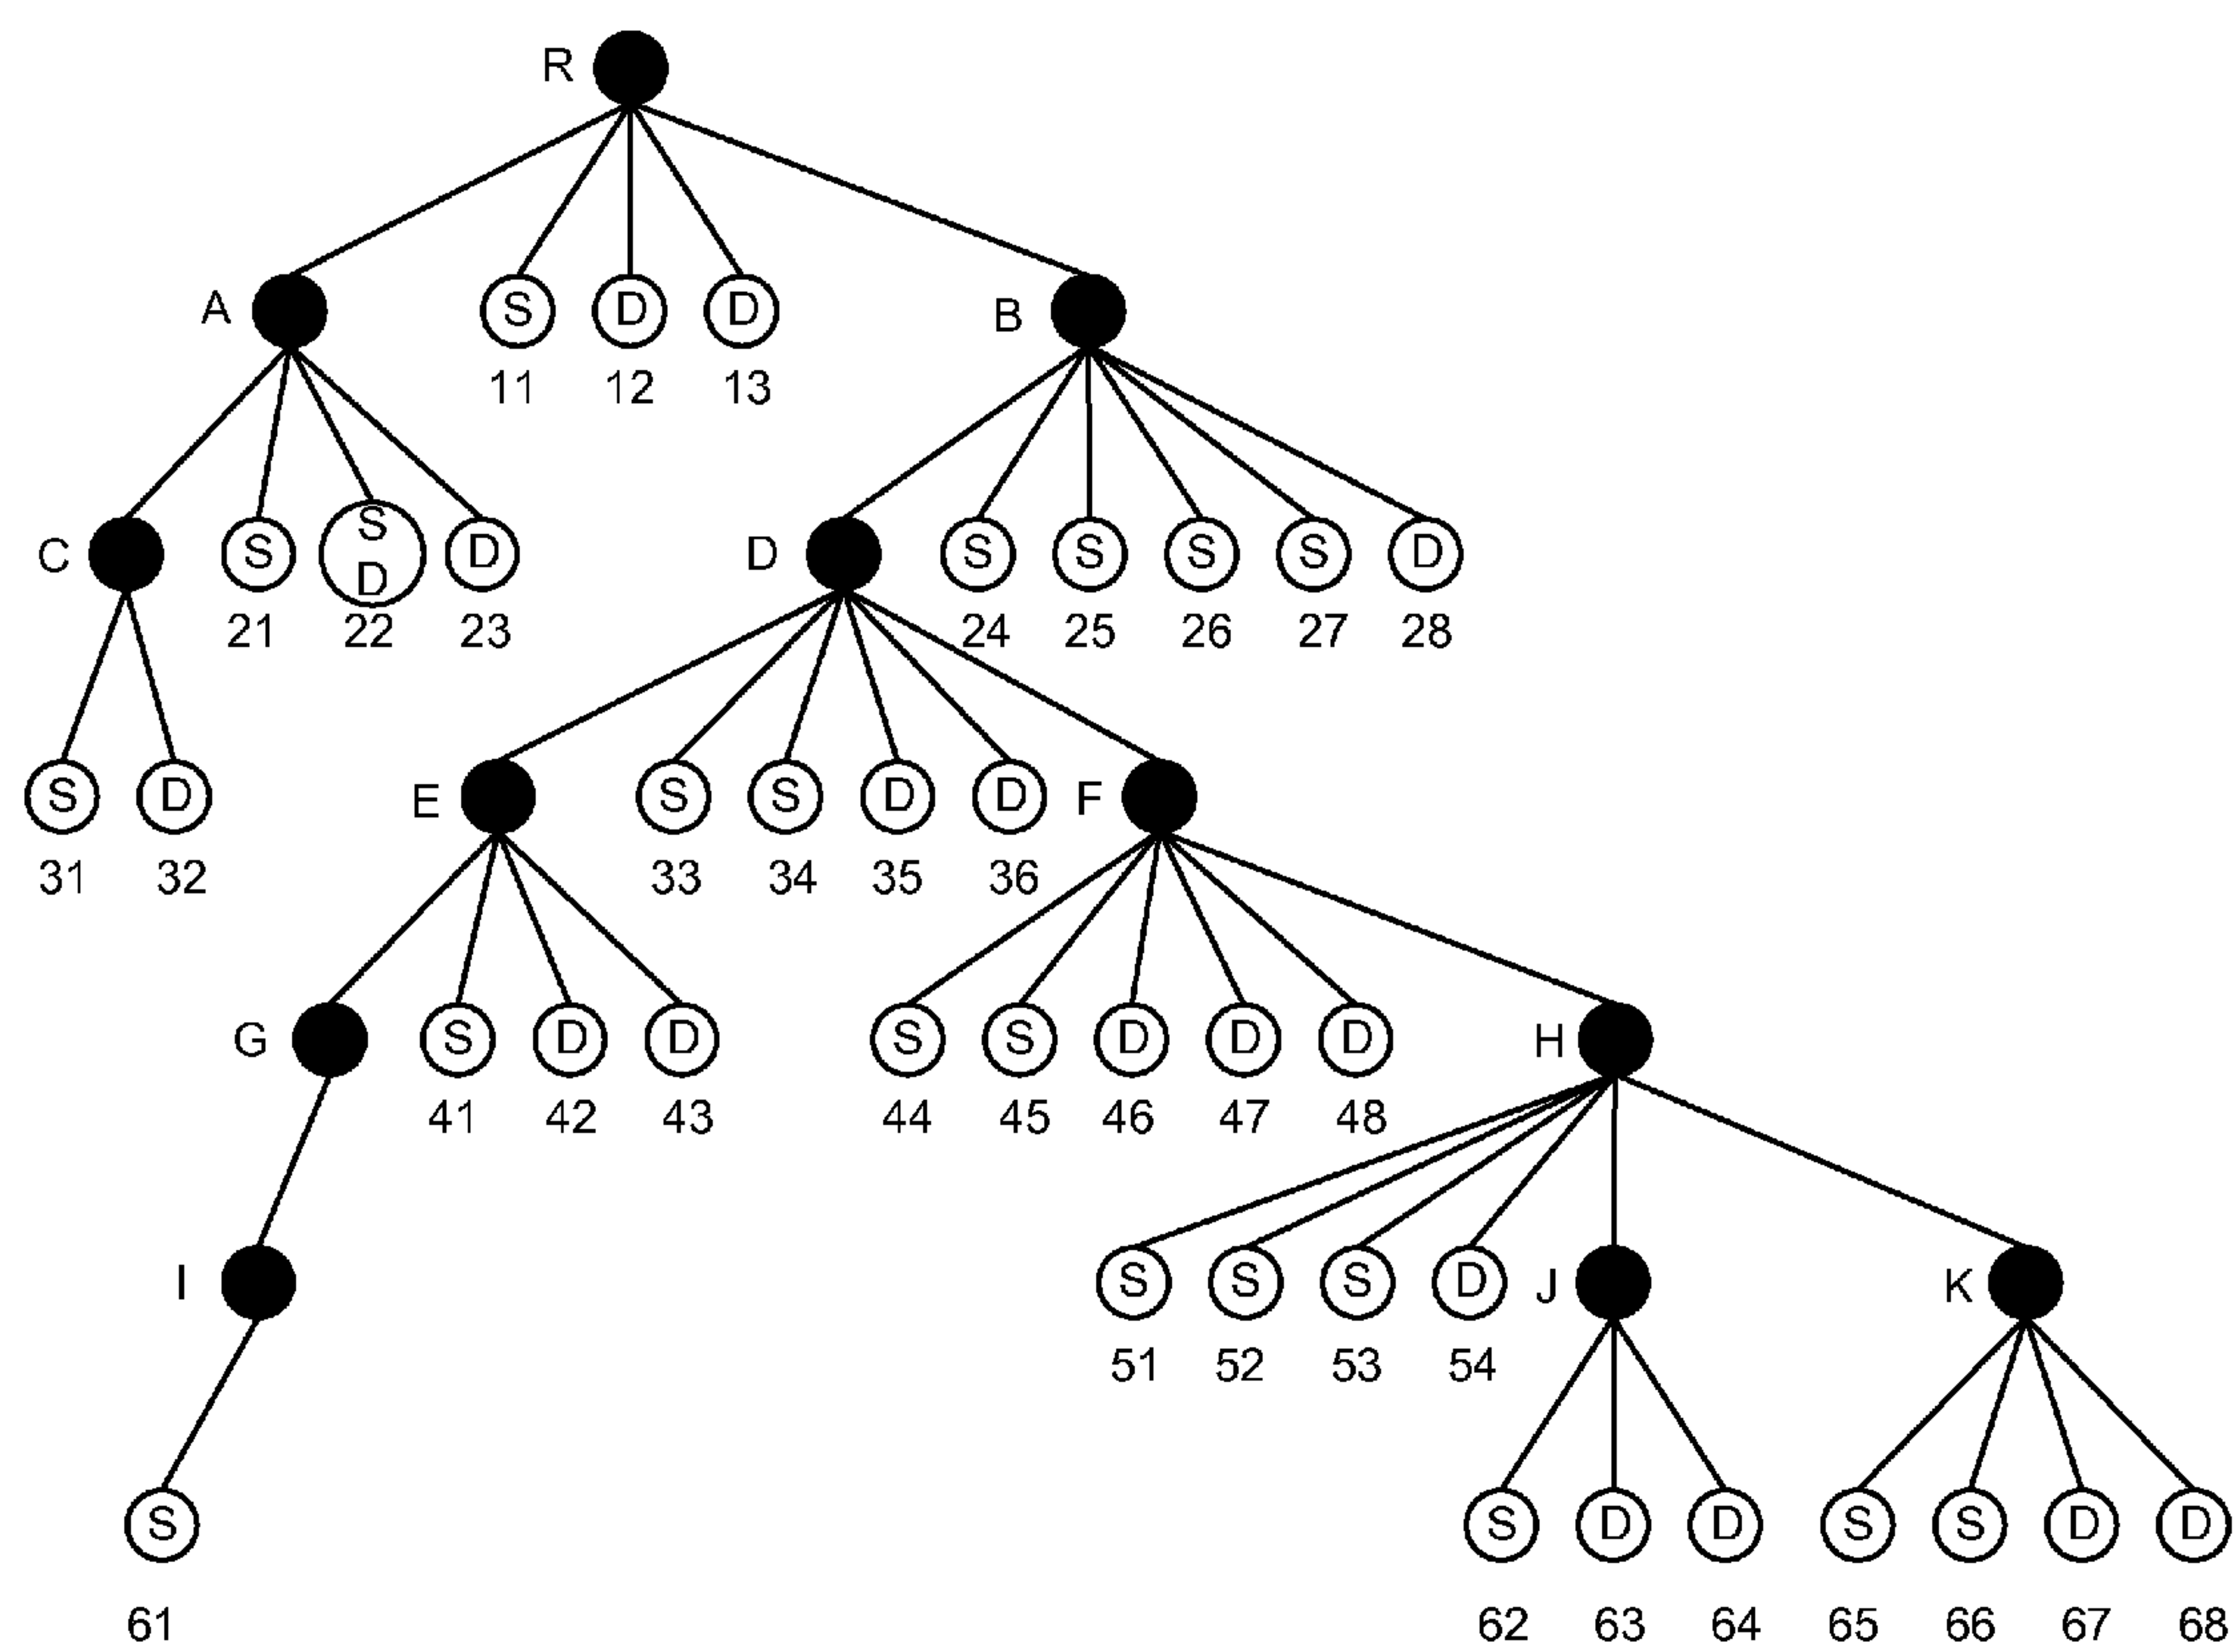 R
A S D D B
11 12 13
C S S D D D S S S S D
21 22 23 24 25 26 27 28
S D E S S D D F
31 32 33 34 35 36
G S D D S S D D D H
41 42 43 44 45 46 47 48
I S S S D J K
51 52 53 54
S S D D S S D D
61 62 63 64 65 66 67 68